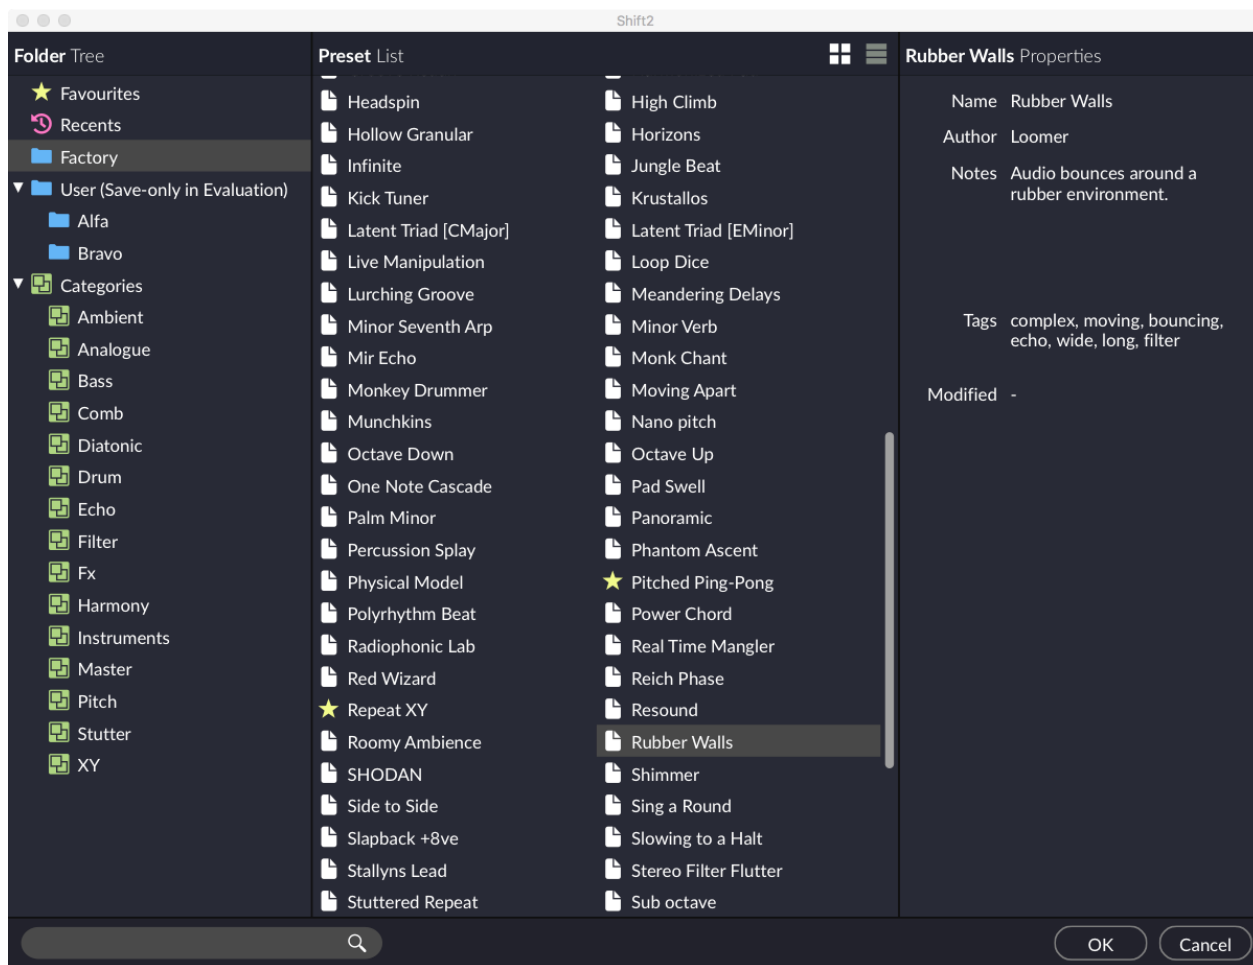 Shift2
Folder Tree
Favourites
Recents
Factory
User (Save-only in Evaluation)
Alfa
Bravo
Categories
Ambient
Analogue
Bass
Comb
Diatonic
Drum
Echo
Filter
Fx
Harmony
Instruments
Master
Pitch
Stutter
XY
Preset List
Headspin
High Climb
Hollow Granular
Horizons
Infinite
Jungle Beat
Kick Tuner
Krustallos
Latent Triad [CMajor]
Latent Triad [EMinor]
Live Manipulation
Loop Dice
Lurching Groove
Meandering Delays
Minor Seventh Arp
Minor Verb
Mir Echo
Monk Chant
Monkey Drummer
Moving Apart
Munchkins
Nano pitch
Octave Down
Octave Up
One Note Cascade
Pad Swell
Palm Minor
Panoramic
Percussion Splay
Phantom Ascent
Physical Model
Pitched Ping-Pong
Polyrhythm Beat
Power Chord
Radiophonic Lab
Real Time Mangler
Red Wizard
Reich Phase
Repeat XY
Resound
Roomy Ambience
Rubber Walls
SHODAN
Shimmer
Side to Side
Sing a Round
Slapback +8ve
Slowing to a Halt
Stallyns Lead
Stereo Filter Flutter
Stuttered Repeat
Sub octave
Rubber Walls Properties
Name Rubber Walls
Author Loomer
Notes Audio bounces around a
rubber environment.
Tags complex, moving, bouncing,
echo, wide, long, filter
Modified -
OK
Cancel